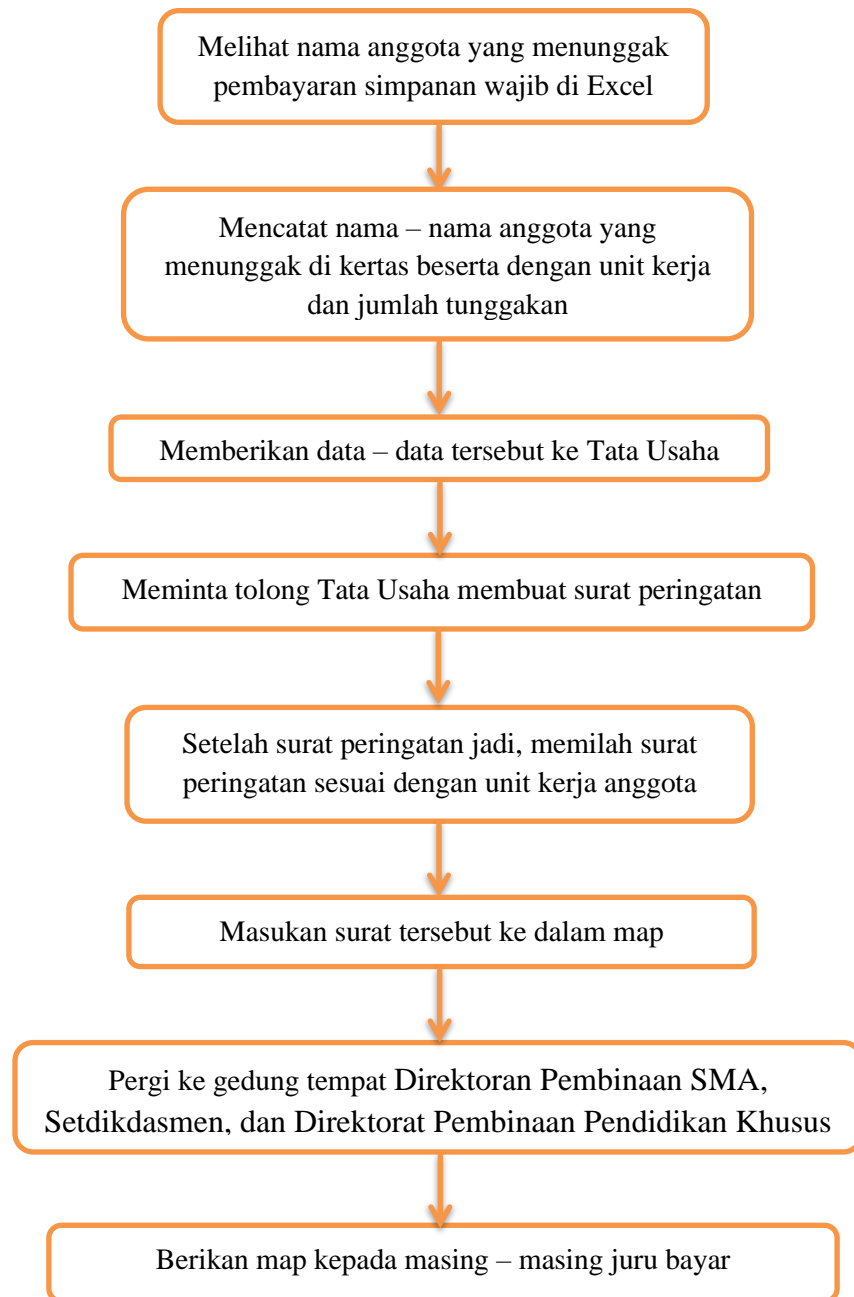 Melihat nama anggota yang menunggak
pembayaran simpanan wajib di Excel
Mencatat nama – nama anggota yang
menunggak di kertas beserta dengan unit kerja
dan jumlah tunggakan
Memberikan data – data tersebut ke Tata Usaha
Meminta tolong Tata Usaha membuat surat peringatan
Setelah surat peringatan jadi, memilah surat
peringatan sesuai dengan unit kerja anggota
Masukan surat tersebut ke dalam map
Pergi ke gedung tempat Direktoran Pembinaan SMA,
Setdikdasmen, dan Direktorat Pembinaan Pendidikan Khusus
Berikan map kepada masing – masing juru bayar